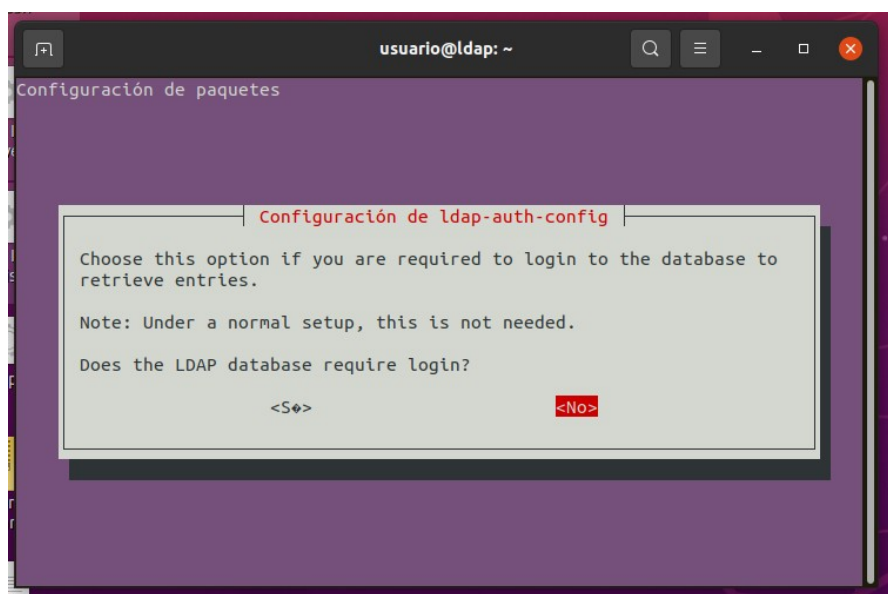 usuario@ldap: ~
Configuración de paquetes
Configuración de ldap-auth-config
Choose this option if you are required to login to the database to
retrieve entries.
Note: Under a normal setup, this is not needed.
Does the LDAP database require login?
<S�> <No>